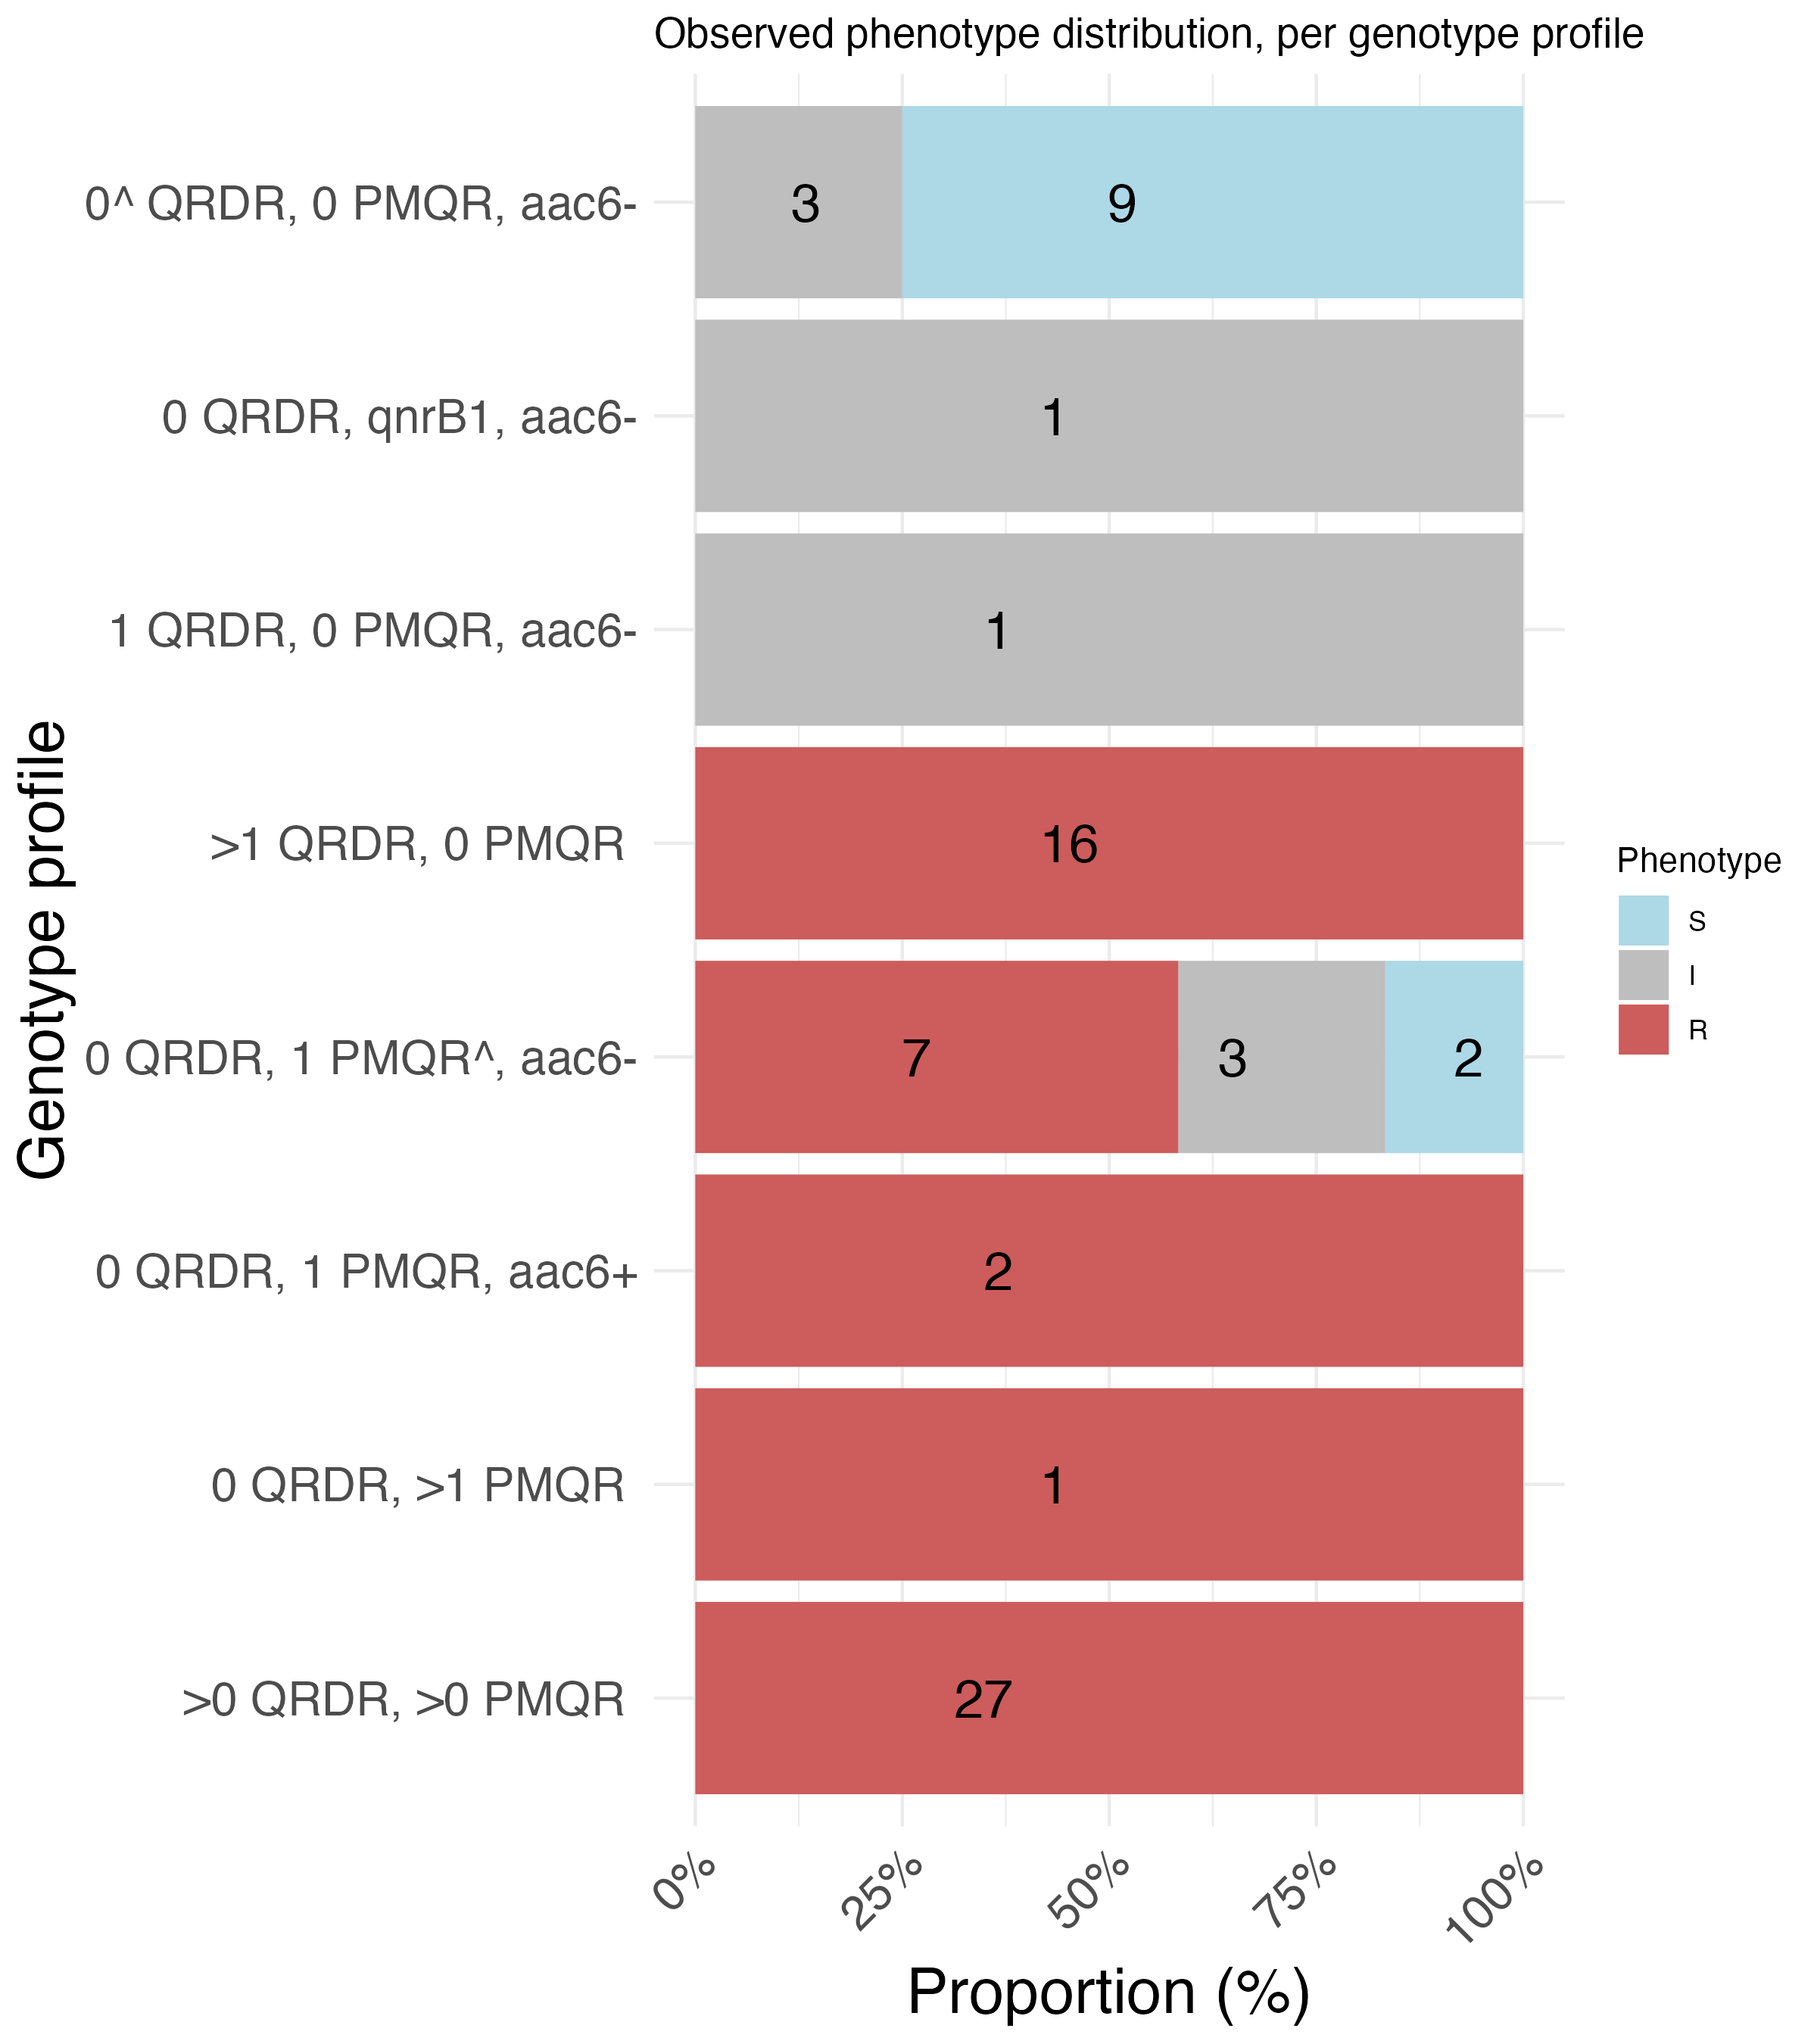 Observed phenotype distribution, per genotype profile
Genotype profile
0^ QRDR, 0 PMQR, aac6-
3 9
0 QRDR, qnrB1, aac6-
1
1 QRDR, 0 PMQR, aac6-
1
>1 QRDR, 0 PMQR
16
0 QRDR, 1 PMQR^, aac6-
7 3 2
0 QRDR, 1 PMQR, aac6+
2
0 QRDR, >1 PMQR
1
>0 QRDR, >0 PMQR
27
0% 25% 50% 75% 100%
Proportion (%)
Phenotype
S
I
R